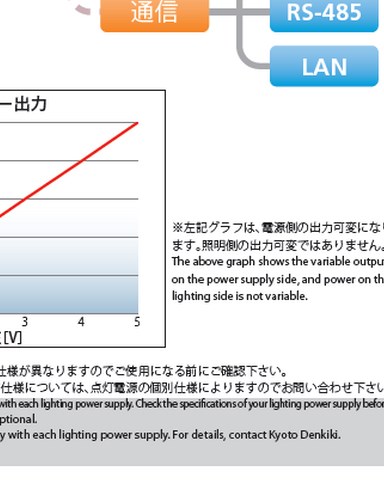 通信
RS-485
LAN
ー出力
※左記グラフは、電源側の出力可変にな
ます。照明側の出力可変ではありません。
The above graph shows the variable output
on the power supply side, and power on th
lighting side is not variable.
3 4 5
[V]
仕様が異なりますのでご使用になる前にご確認下さい。
仕様については、点灯電源の個別仕様によりますのでお問い合わせ下さい
with each lighting power supply. Check the specifications of your lighting power supply befor
ptional.
y with each lighting power supply. For details, contact Kyoto Denkiki.